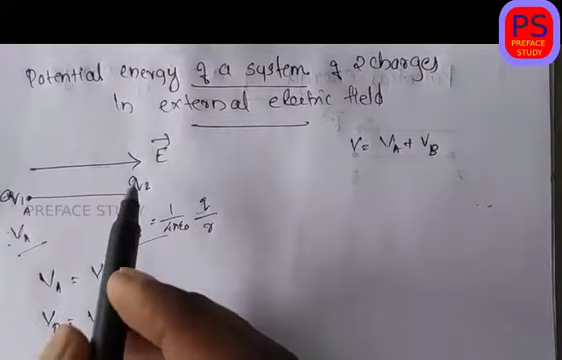 PS
PREFACE
STUDY
Potential energy of a system of 2 charges
In external electric field
E
V = VA + VB
q1 q2
A
PREFACE STUDY
VA
= 1/4πε0 q/r
VA =
VB =